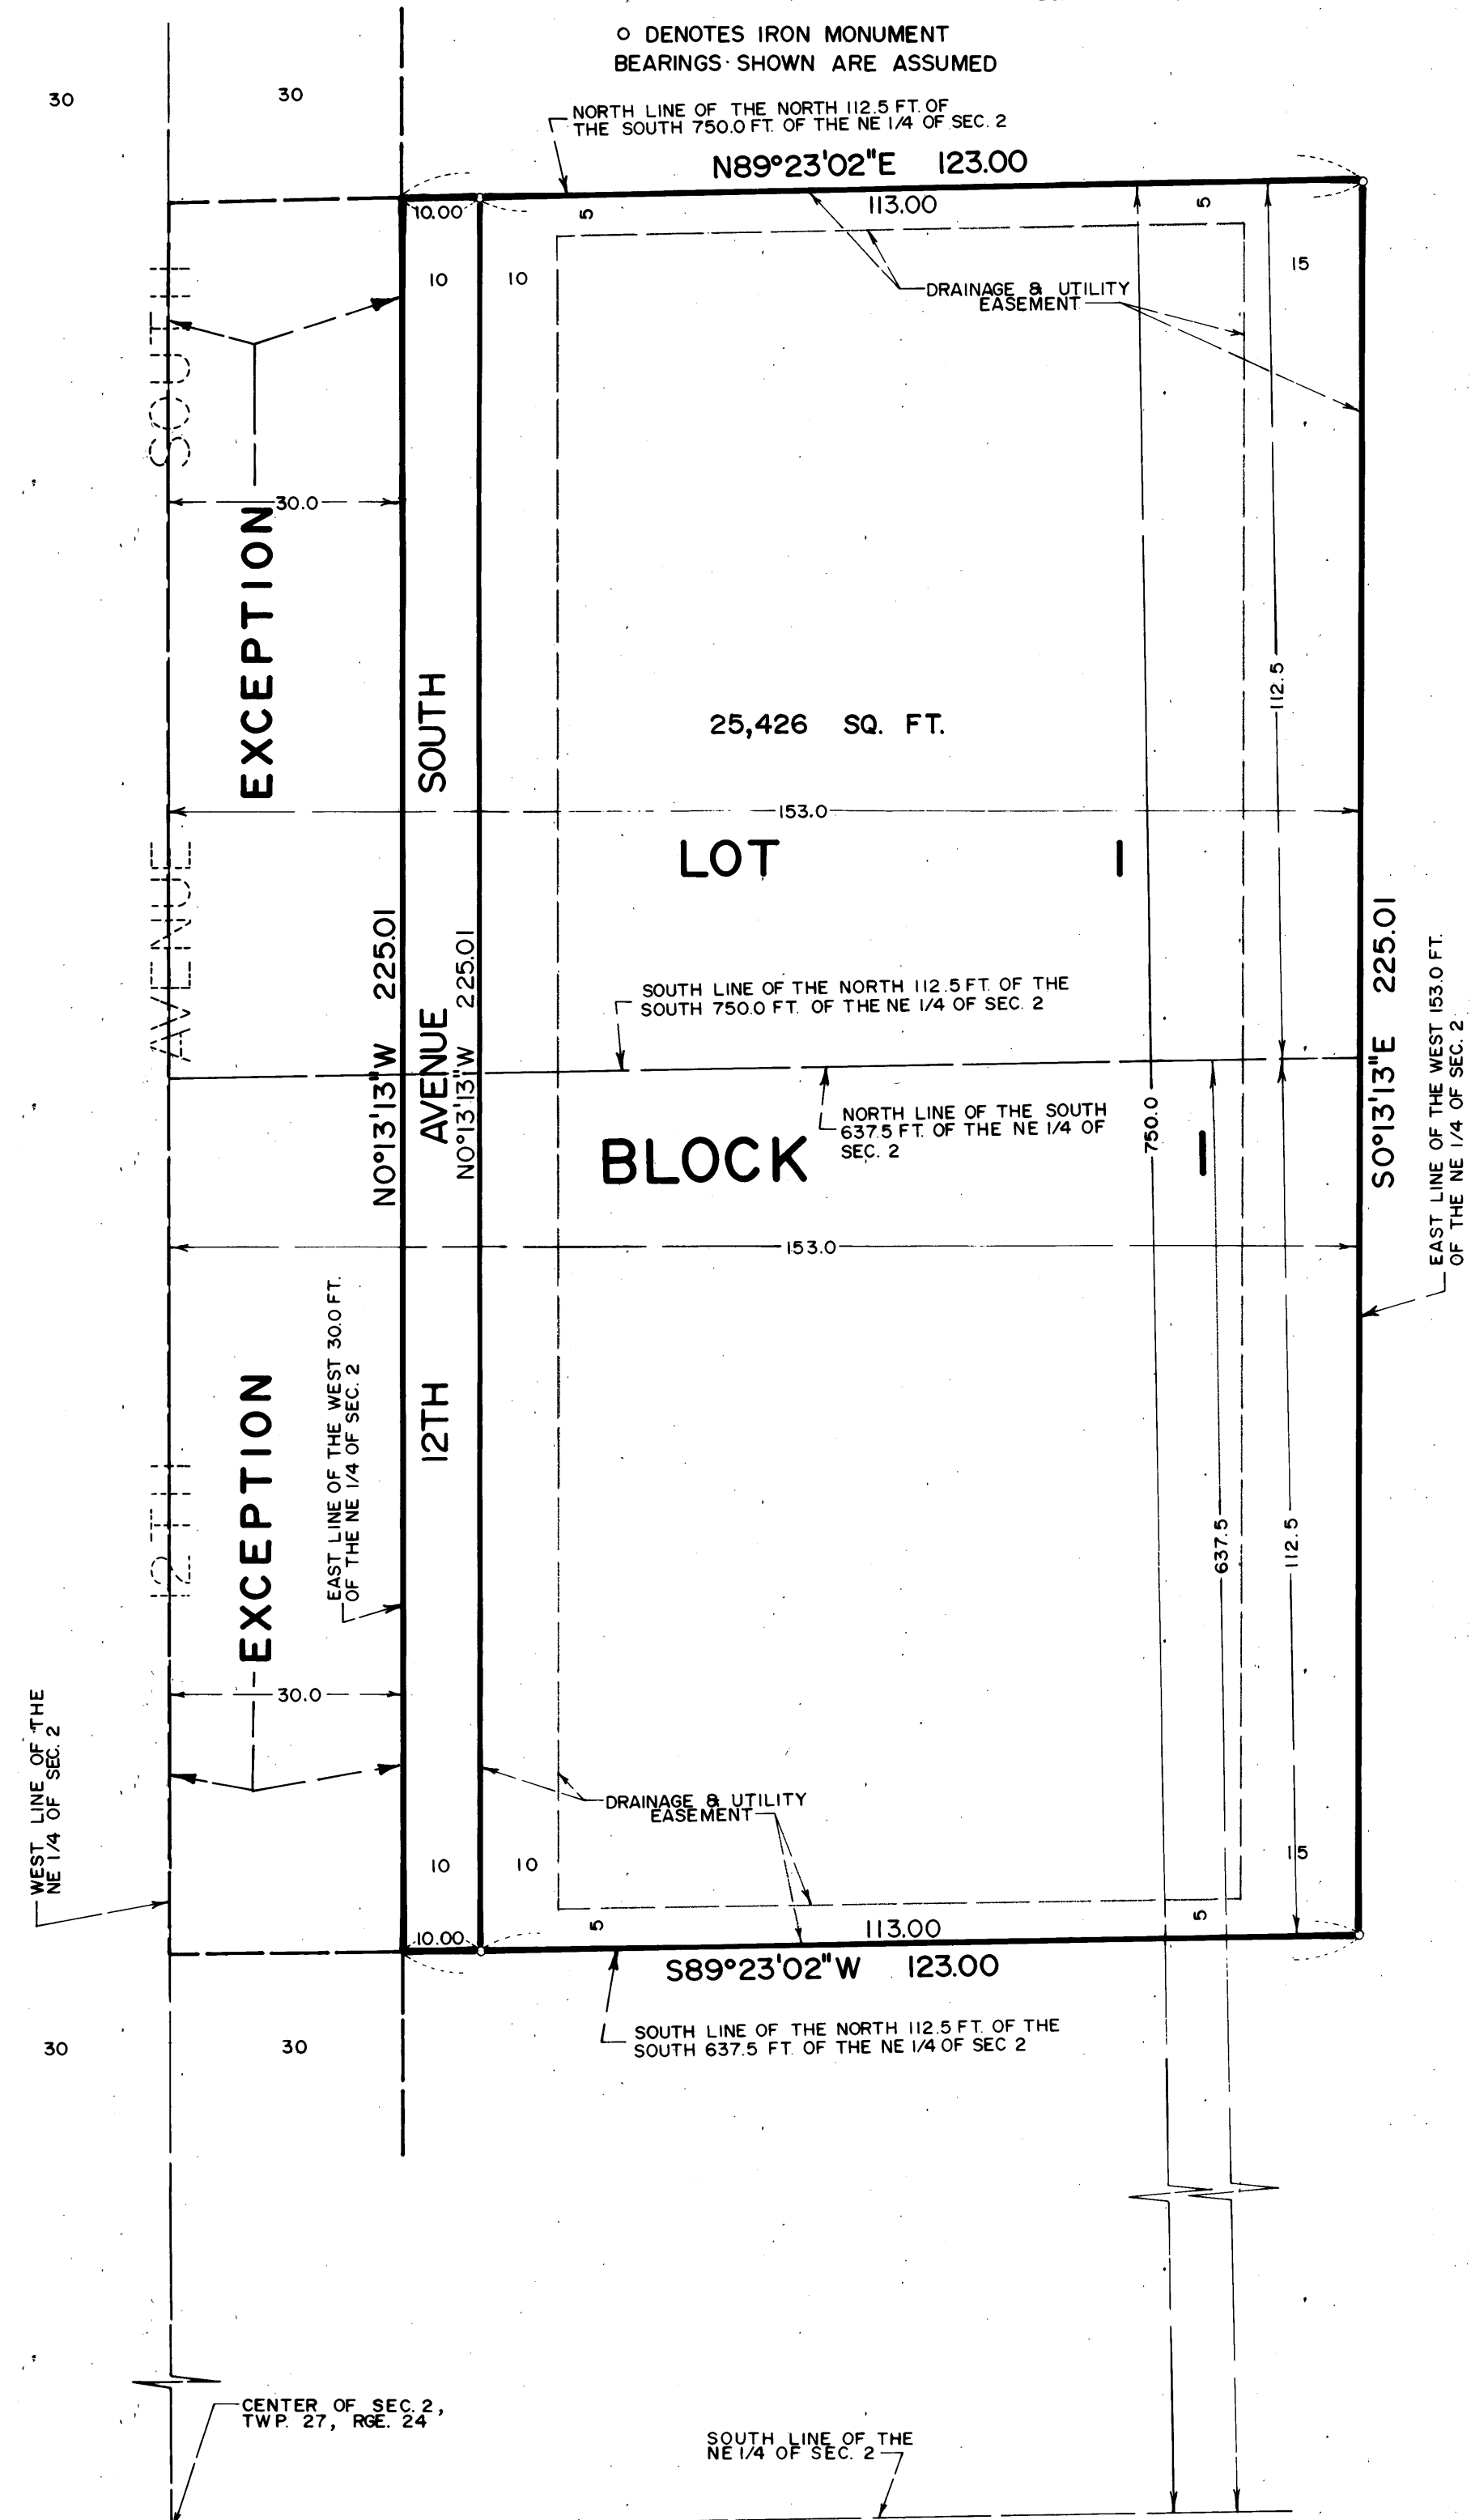 O DENOTES IRON MONUMENT
BEARINGS SHOWN ARE ASSUMED
30
30
NORTH LINE OF THE NORTH 112.5 FT. OF
THE SOUTH 750.0 FT. OF THE NE 1/4 OF SEC. 2
N89°23'02"E 123.00
10.00
5
113.00
5
10
10
15
DRAINAGE & UTILITY
EASEMENT
SOUTH
30.0
EXCEPTION
SOUTH
112.5
25,426 SQ. FT.
153.0
LOT 1
AVENUE
N0°13'13"W 225.01
AVENUE
N0°13'13"W 225.01
SOUTH LINE OF THE NORTH 112.5 FT. OF THE
SOUTH 750.0 FT. OF THE NE 1/4 OF SEC. 2
S0°13'13"E 225.01
EAST LINE OF THE WEST 153.0 FT.
OF THE NE 1/4 OF SEC. 2
NORTH LINE OF THE SOUTH
637.5 FT. OF THE NE 1/4 OF
SEC. 2
750.0
BLOCK 1
153.0
EAST LINE OF THE WEST 30.0 FT.
OF THE NE 1/4 OF SEC. 2
12TH
12TH
EXCEPTION
637.5
112.5
30.0
WEST LINE OF THE
NE 1/4 OF SEC. 2
DRAINAGE & UTILITY
EASEMENT
10
10
15
10.00
5
113.00
5
S89°23'02"W 123.00
SOUTH LINE OF THE NORTH 112.5 FT. OF THE
SOUTH 637.5 FT. OF THE NE 1/4 OF SEC 2
30
30
CENTER OF SEC. 2,
TWP. 27, RGE. 24
SOUTH LINE OF THE
NE 1/4 OF SEC. 2